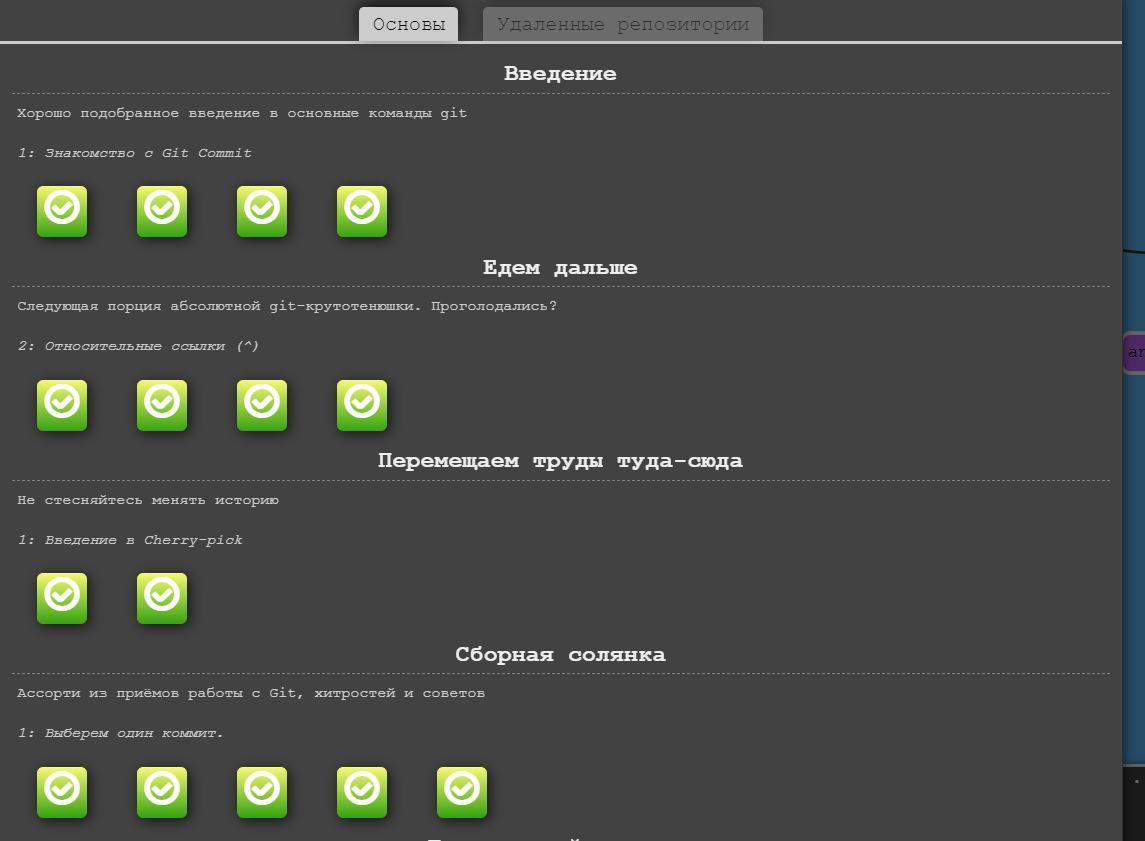 Основы
Удаленные репозитории
Введение
Хорошо подобранное введение в основные команды git
1: Знакомство с Git Commit
Едем дальше
Следующая порция абсолютной git-крутотенюшки. Проголодались?
2: Относительные ссылки (^)
Перемещаем труды туда-сюда
Не стесняйтесь менять историю
1: Введение в Cherry-pick
Сборная солянка
Ассорти из приёмов работы с Git, хитростей и советов
1: Выберем один коммит.